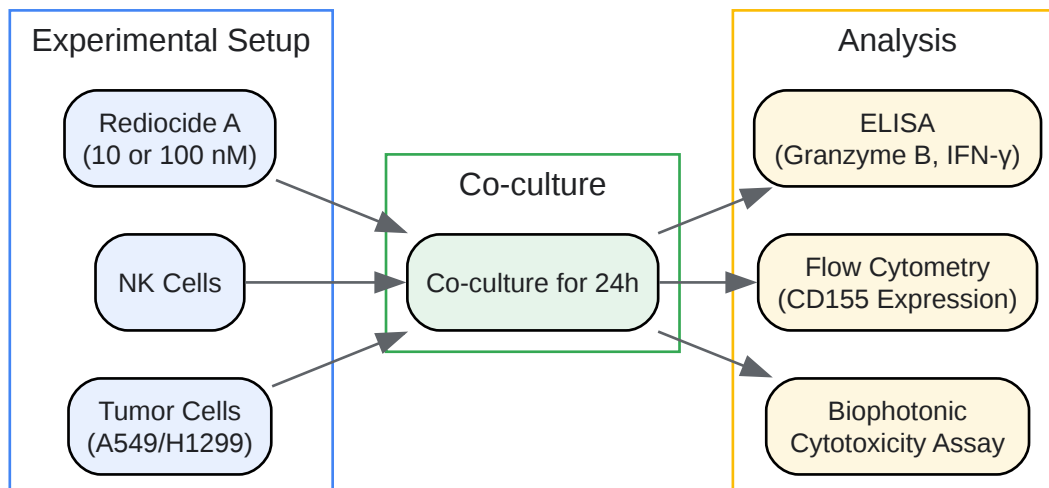 Experimental Setup
Rediocide A
(10 or 100 nM)
NK Cells
Tumor Cells
(A549/H1299)
Co-culture
Co-culture for 24h
Analysis
ELISA
(Granzyme B, IFN-γ)
Flow Cytometry
(CD155 Expression)
Biophotonic
Cytotoxicity Assay